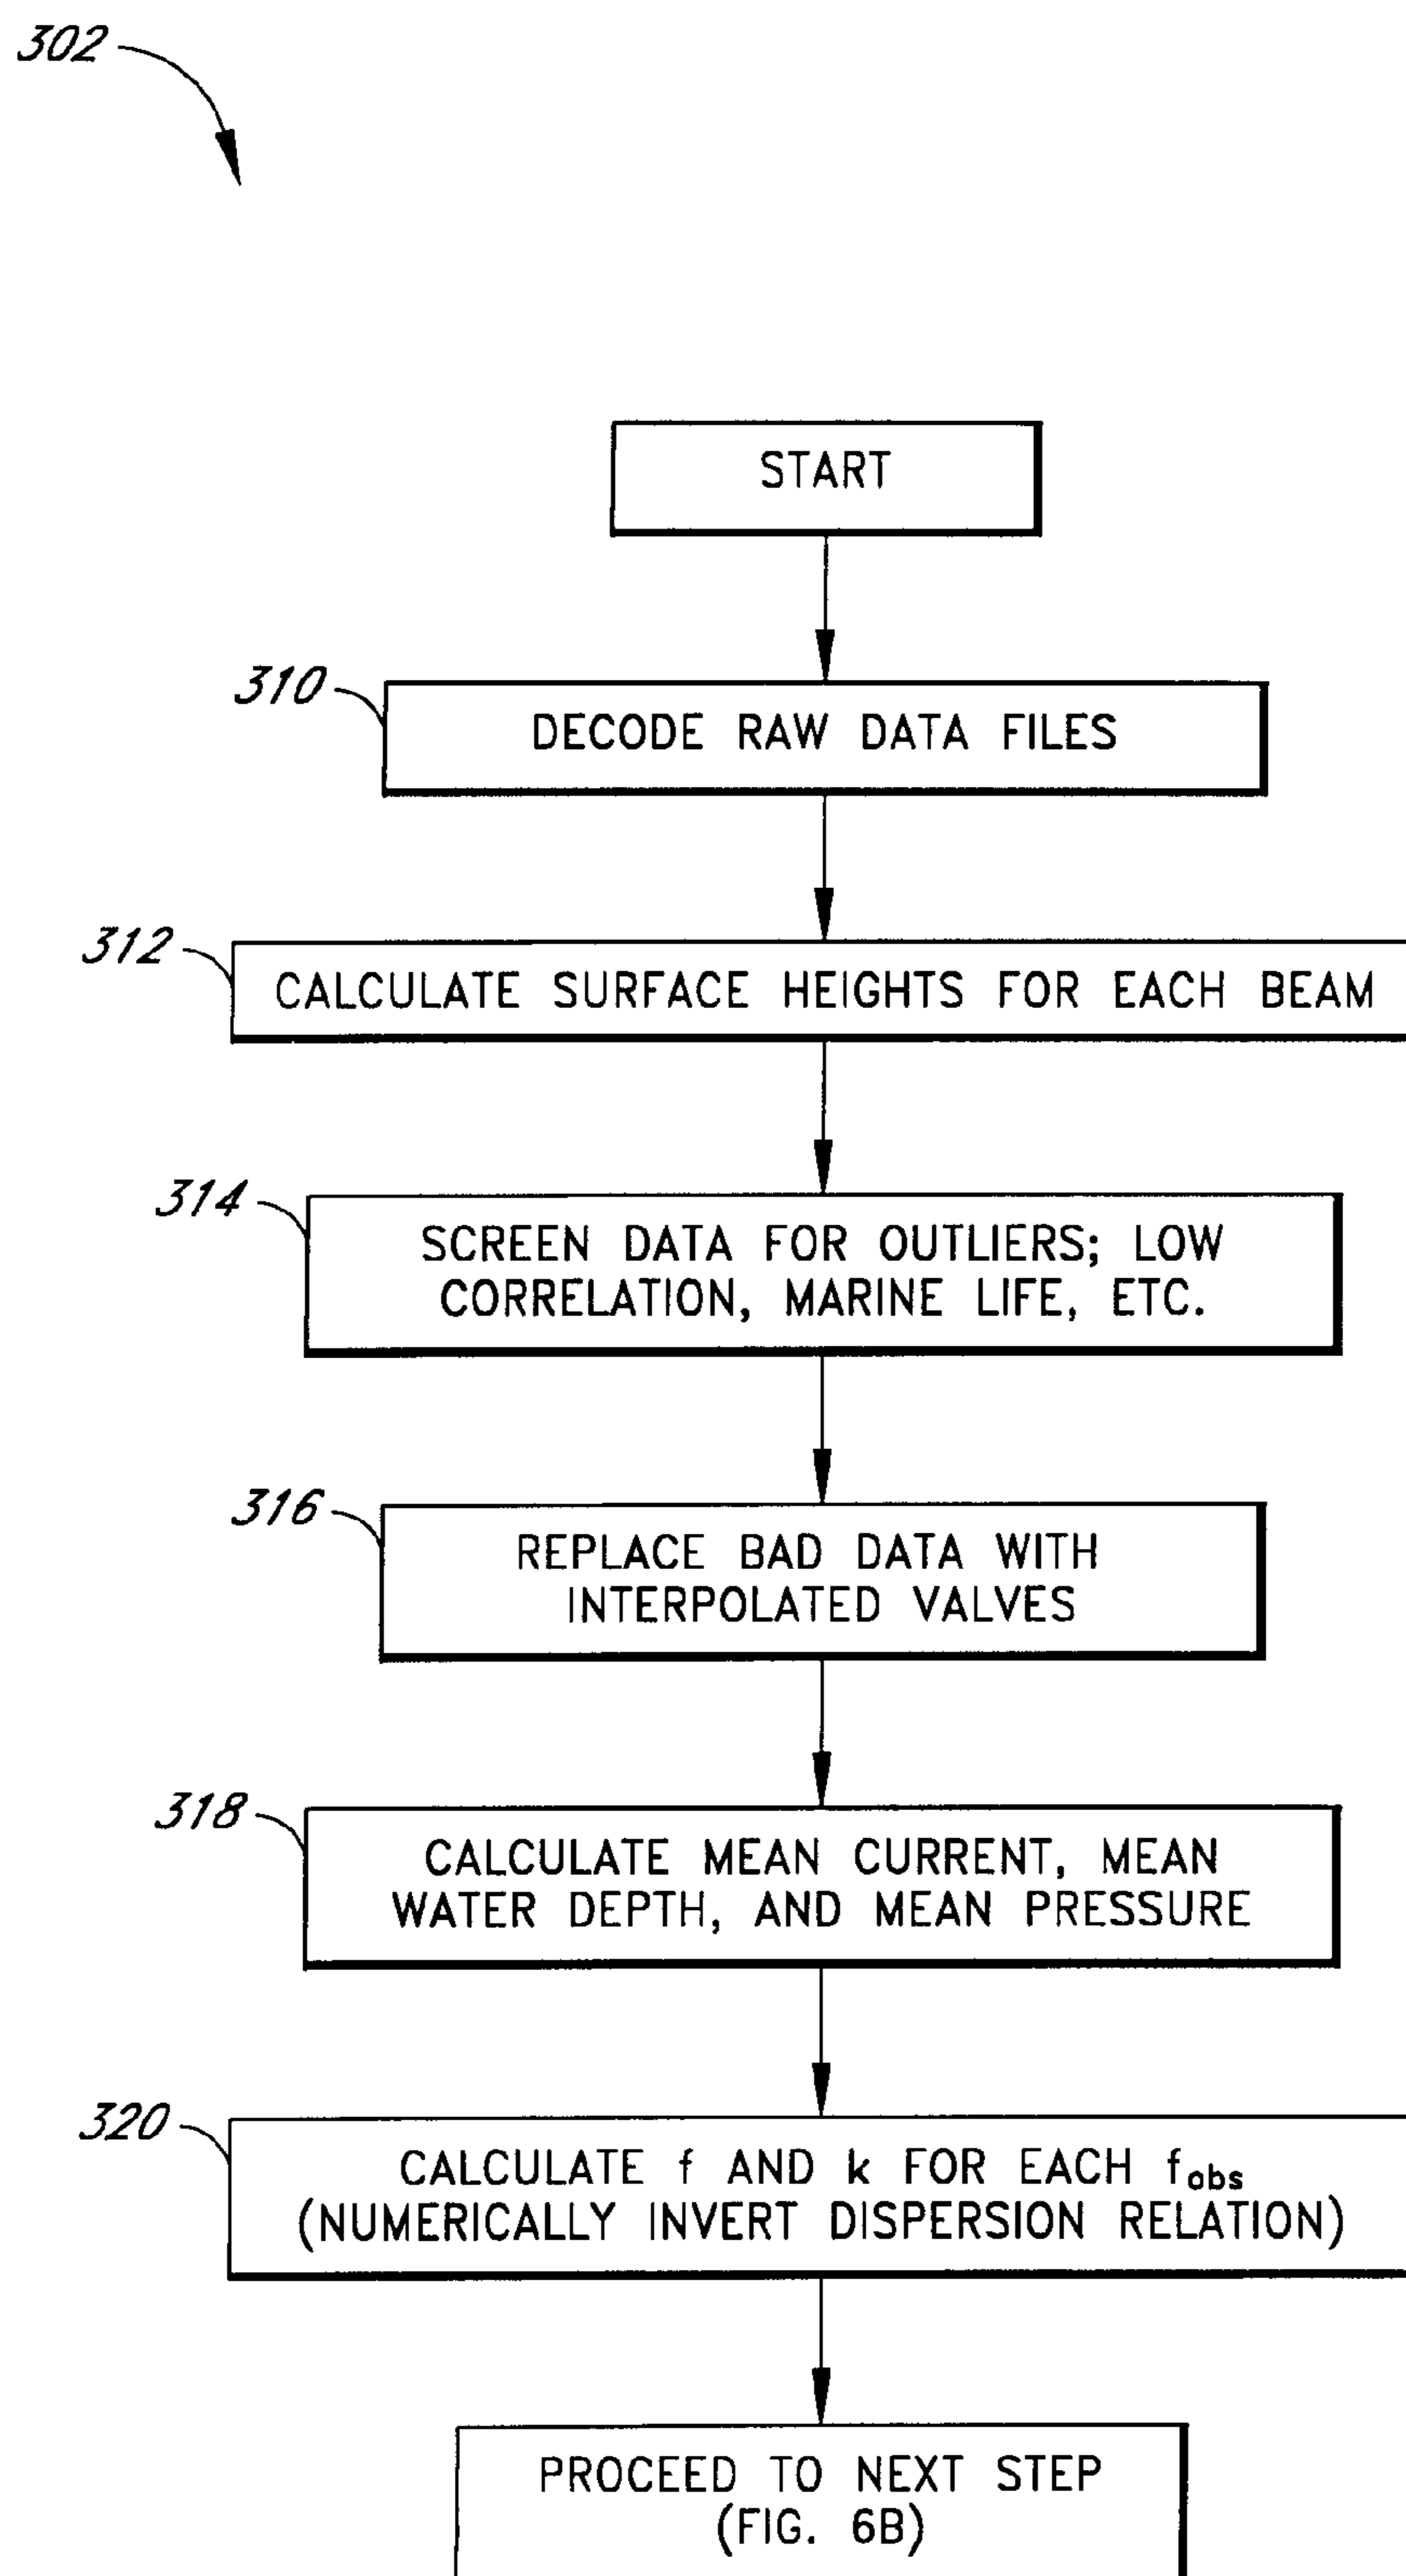 302
START
310
DECODE RAW DATA FILES
312
CALCULATE SURFACE HEIGHTS FOR EACH BEAM
314
SCREEN DATA FOR OUTLIERS; LOW
CORRELATION, MARINE LIFE, ETC.
316
REPLACE BAD DATA WITH
INTERPOLATED VALVES
318
CALCULATE MEAN CURRENT, MEAN
WATER DEPTH, AND MEAN PRESSURE
320
CALCULATE f AND k FOR EACH fobs
(NUMERICALLY INVERT DISPERSION RELATION)
PROCEED TO NEXT STEP
(FIG. 6B)